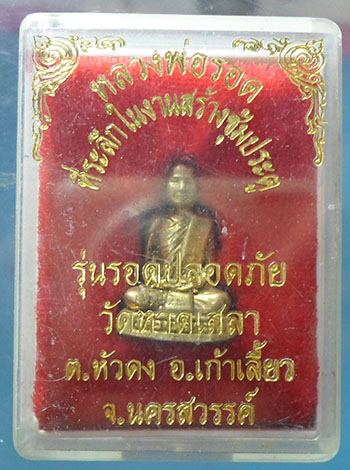 หลวงพ่อรอด
ที่ระลึกในงานสร้างซุ้มประตู
รุ่นรอดปลอดภัย
วัดหาดเสลา
ต.หัวดง อ.เก้าเลี้ยว
จ.นครสวรรค์